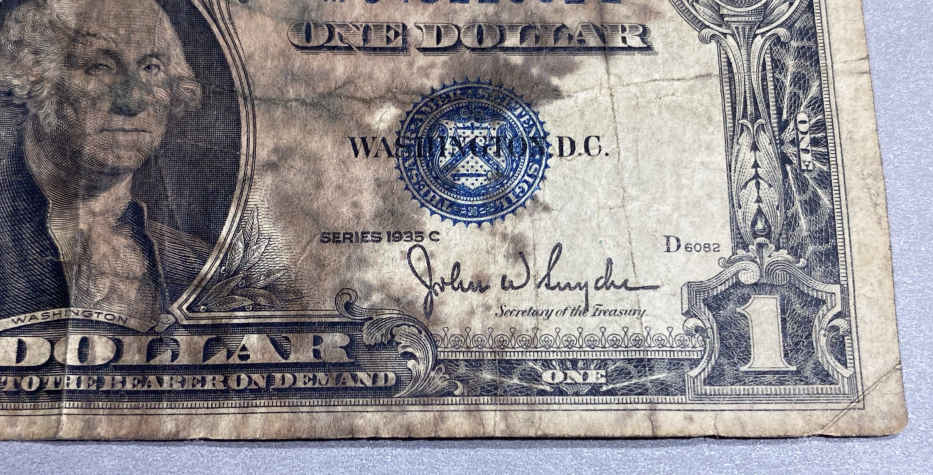 ONE DOLLAR
WASHINGTON, D.C.
SERIES 1935 C
D 6082
John W Snyder
Secretary of the Treasury.
WASHINGTON
ONE
1
DOLLAR
TO THE BEARER ON DEMAND
ONE